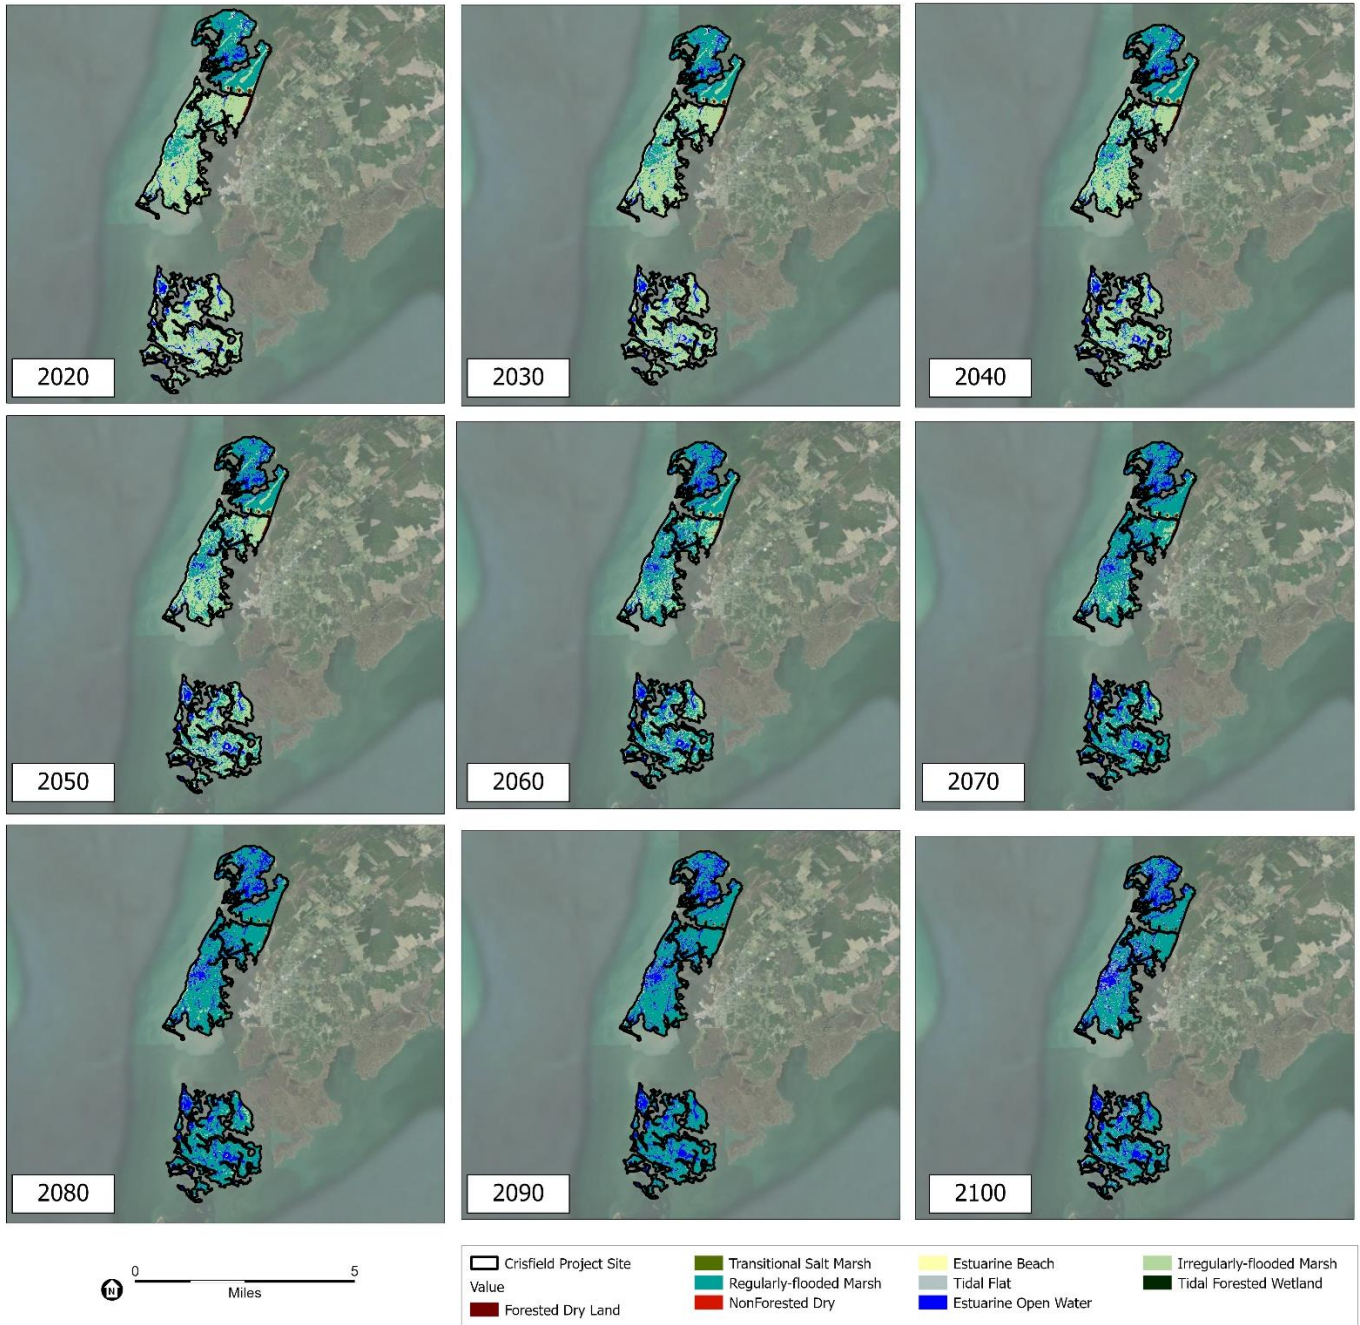 2020
2030
2040
2050
2060
2070
2080
2090
2100
N
0 5
Miles
Crisfield Project Site
Value
Forested Dry Land
Transitional Salt Marsh
Regularly-flooded Marsh
NonForested Dry
Estuarine Beach
Tidal Flat
Estuarine Open Water
Irregularly-flooded Marsh
Tidal Forested Wetland